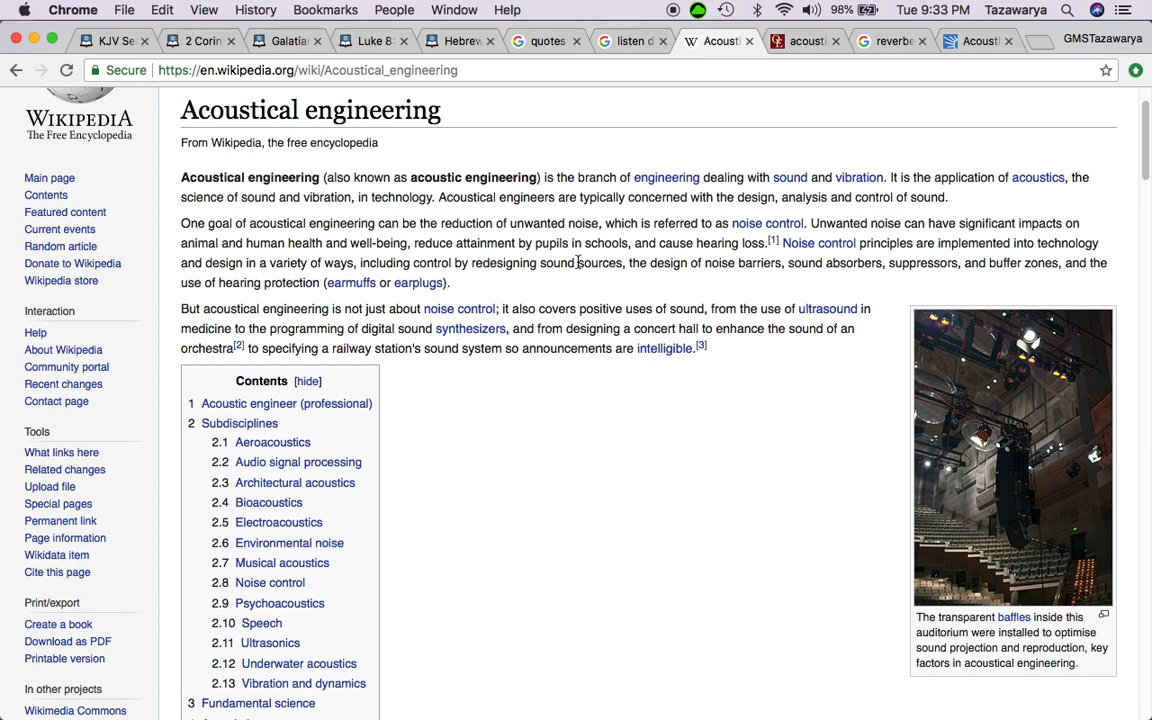 Chrome File Edit View History Bookmarks People Window Help 98% Tue 9:33 PM Tazawarya
KJV Se 2 Corin Galatia Luke 8: Hebrew quotes listen d Acousti acousti reverbe Acousti GMSTazawarya
Secure https://en.wikipedia.org/wiki/Acoustical_engineering
WIKIPEDIA
The Free Encyclopedia
Main page
Contents
Featured content
Current events
Random article
Donate to Wikipedia
Wikipedia store
Interaction
Help
About Wikipedia
Community portal
Recent changes
Contact page
Tools
What links here
Related changes
Upload file
Special pages
Permanent link
Page information
Wikidata item
Cite this page
Print/export
Create a book
Download as PDF
Printable version
In other projects
Wikimedia Commons
Acoustical engineering
From Wikipedia, the free encyclopedia
Acoustical engineering (also known as acoustic engineering) is the branch of engineering dealing with sound and vibration. It is the application of acoustics, the
science of sound and vibration, in technology. Acoustical engineers are typically concerned with the design, analysis and control of sound.
One goal of acoustical engineering can be the reduction of unwanted noise, which is referred to as noise control. Unwanted noise can have significant impacts on
animal and human health and well-being, reduce attainment by pupils in schools, and cause hearing loss.[1] Noise control principles are implemented into technology
and design in a variety of ways, including control by redesigning sound sources, the design of noise barriers, sound absorbers, suppressors, and buffer zones, and the
use of hearing protection (earmuffs or earplugs).
But acoustical engineering is not just about noise control; it also covers positive uses of sound, from the use of ultrasound in
medicine to the programming of digital sound synthesizers, and from designing a concert hall to enhance the sound of an
orchestra[2] to specifying a railway station's sound system so announcements are intelligible.[3]
Contents [hide]
1 Acoustic engineer (professional)
2 Subdisciplines
2.1 Aeroacoustics
2.2 Audio signal processing
2.3 Architectural acoustics
2.4 Bioacoustics
2.5 Electroacoustics
2.6 Environmental noise
2.7 Musical acoustics
2.8 Noise control
2.9 Psychoacoustics
2.10 Speech
2.11 Ultrasonics
2.12 Underwater acoustics
2.13 Vibration and dynamics
3 Fundamental science
The transparent baffles inside this
auditorium were installed to optimise
sound projection and reproduction, key
factors in acoustical engineering.